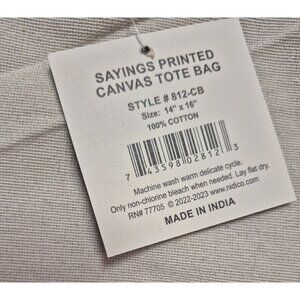 SAYINGS PRINTED
CANVAS TOTE BAG
STYLE # 812-CB
Size: 14" x 16"
100% COTTON
7 43598 02812 3
Machine wash warm delicate cycle.
Only non-chlorine bleach when needed. Lay flat dry.
RN# 77705 © 2022-2023 www.nidico.com
MADE IN INDIA